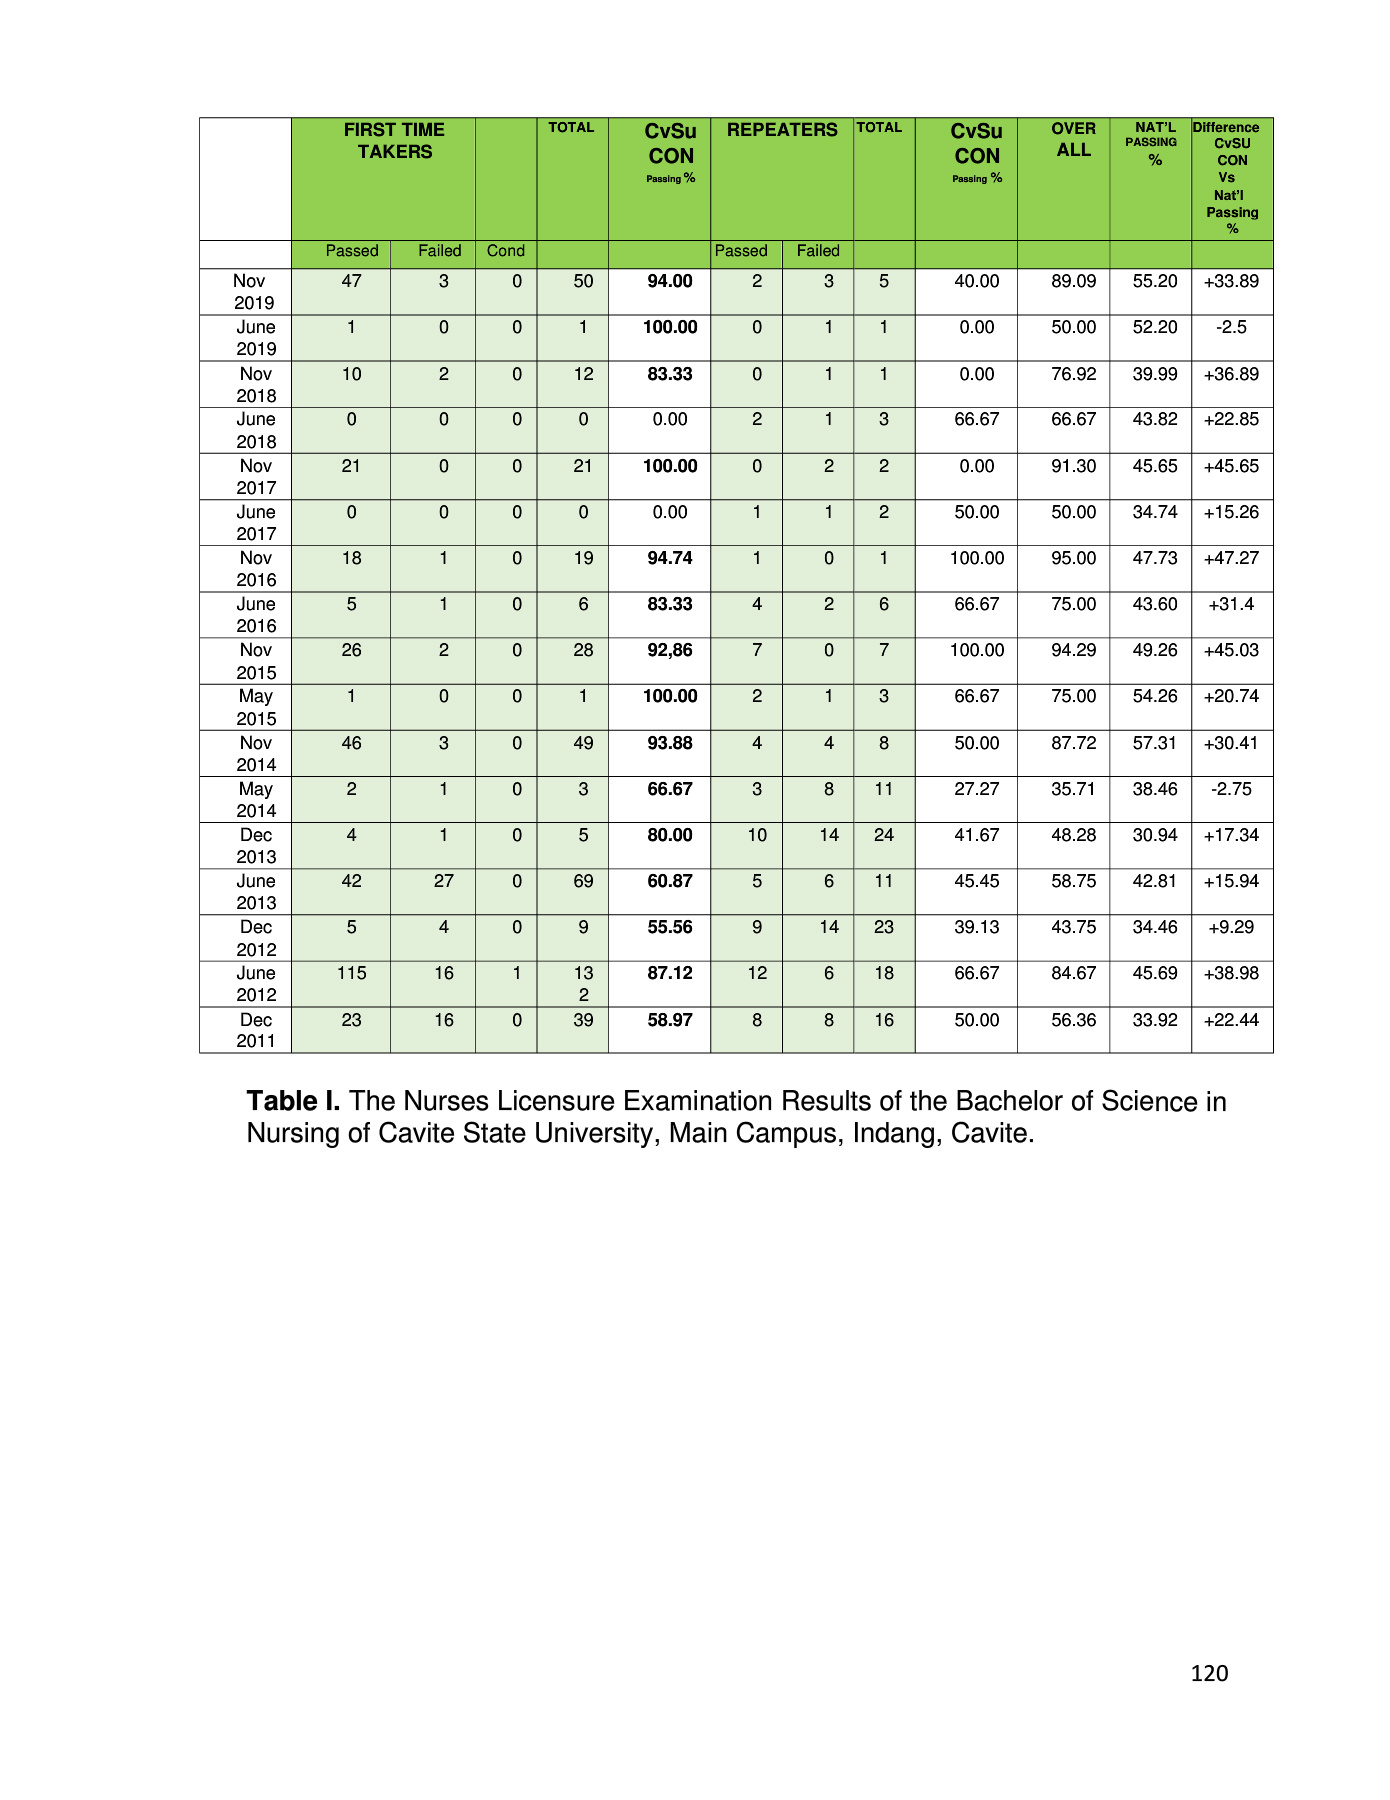 FIRST TIME TAKERS TOTAL CvSu CON Passing % REPEATERS TOTAL CvSu CON Passing % OVER ALL NAT'L PASSING % Difference CvSU CON Vs Nat'l Passing %
Passed Failed Cond Passed Failed
Nov 2019 47 3 0 50 94.00 2 3 5 40.00 89.09 55.20 +33.89
June 2019 1 0 0 1 100.00 0 1 1 0.00 50.00 52.20 -2.5
Nov 2018 10 2 0 12 83.33 0 1 1 0.00 76.92 39.99 +36.89
June 2018 0 0 0 0 0.00 2 1 3 66.67 66.67 43.82 +22.85
Nov 2017 21 0 0 21 100.00 0 2 2 0.00 91.30 45.65 +45.65
June 2017 0 0 0 0 0.00 1 1 2 50.00 50.00 34.74 +15.26
Nov 2016 18 1 0 19 94.74 1 0 1 100.00 95.00 47.73 +47.27
June 2016 5 1 0 6 83.33 4 2 6 66.67 75.00 43.60 +31.4
Nov 2015 26 2 0 28 92,86 7 0 7 100.00 94.29 49.26 +45.03
May 2015 1 0 0 1 100.00 2 1 3 66.67 75.00 54.26 +20.74
Nov 2014 46 3 0 49 93.88 4 4 8 50.00 87.72 57.31 +30.41
May 2014 2 1 0 3 66.67 3 8 11 27.27 35.71 38.46 -2.75
Dec 2013 4 1 0 5 80.00 10 14 24 41.67 48.28 30.94 +17.34
June 2013 42 27 0 69 60.87 5 6 11 45.45 58.75 42.81 +15.94
Dec 2012 5 4 0 9 55.56 9 14 23 39.13 43.75 34.46 +9.29
June 2012 115 16 1 13 2 87.12 12 6 18 66.67 84.67 45.69 +38.98
Dec 2011 23 16 0 39 58.97 8 8 16 50.00 56.36 33.92 +22.44
Table I. The Nurses Licensure Examination Results of the Bachelor of Science in
Nursing of Cavite State University, Main Campus, Indang, Cavite.
120